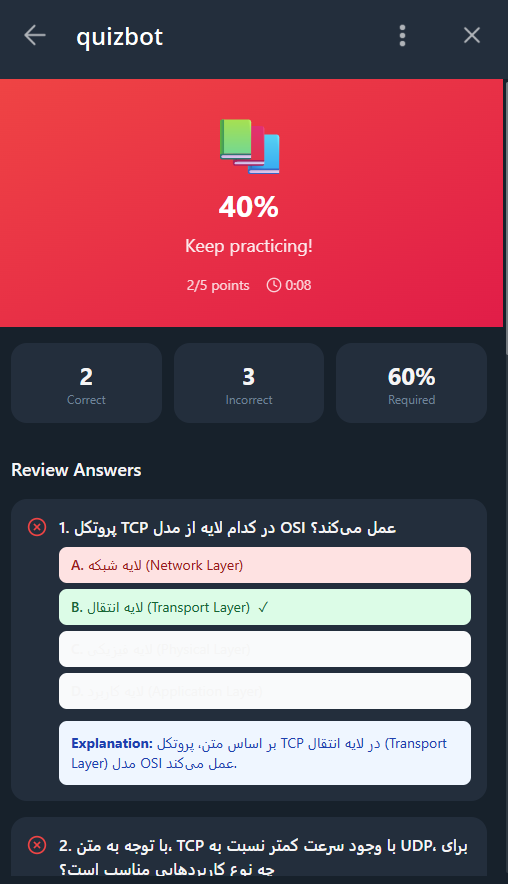 quizbot
40%
Keep practicing!
2/5 points 0:08
2 3 60%
Correct Incorrect Required
Review Answers
1. پروتکل TCP در کدام لایه از مدل OSI عمل می‌کند؟
A. لایه شبکه (Network Layer)
B. لایه انتقال (Transport Layer) ✓
C. لایه فیزیکی (Physical Layer)
D. لایه کاربرد (Application Layer)
Explanation: بر اساس متن، پروتکل TCP در لایه انتقال (Transport
Layer) مدل OSI عمل می‌کند.
2. با توجه به متن، TCP با وجود سرعت کمتر نسبت به UDP، برای
چه نوع کاربردهایی مناسب است؟